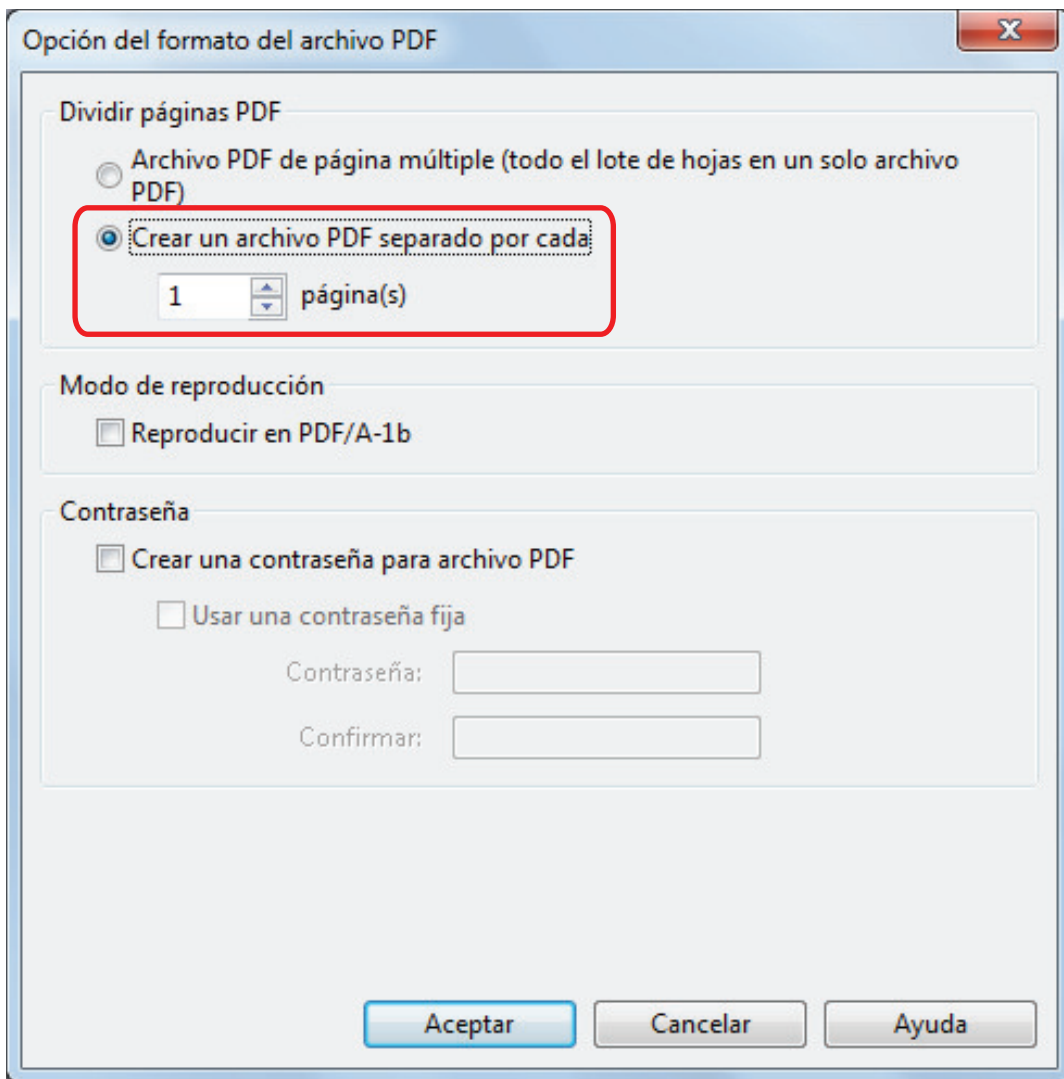 Opción del formato del archivo PDF
Dividir páginas PDF
Archivo PDF de página múltiple (todo el lote de hojas en un solo archivo
PDF)
Crear un archivo PDF separado por cada
1 página(s)
Modo de reproducción
Reproducir en PDF/A-1b
Contraseña
Crear una contraseña para archivo PDF
Usar una contraseña fija
Contraseña:
Confirmar:
Aceptar Cancelar Ayuda